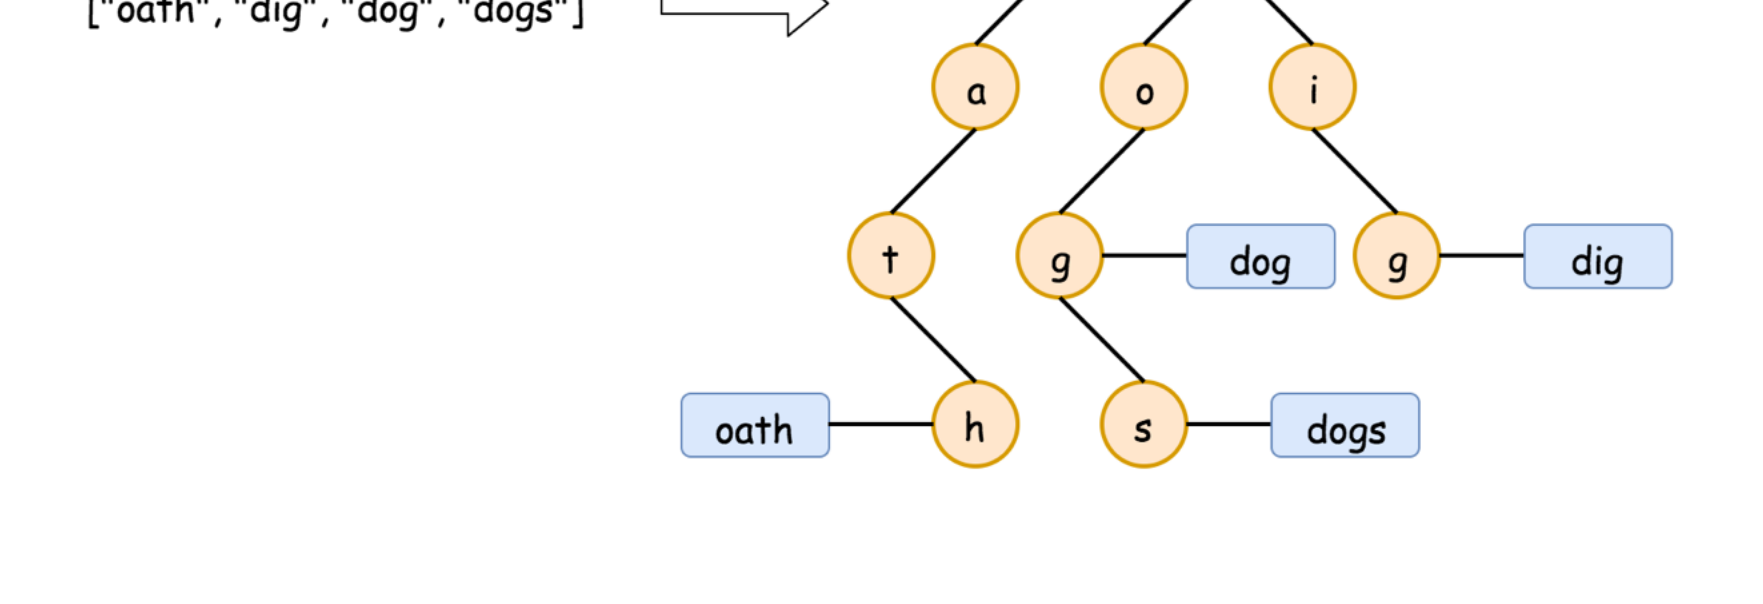 ["oath", "dig", "dog", "dogs"]
a o i
t g dog g dig
oath h s dogs